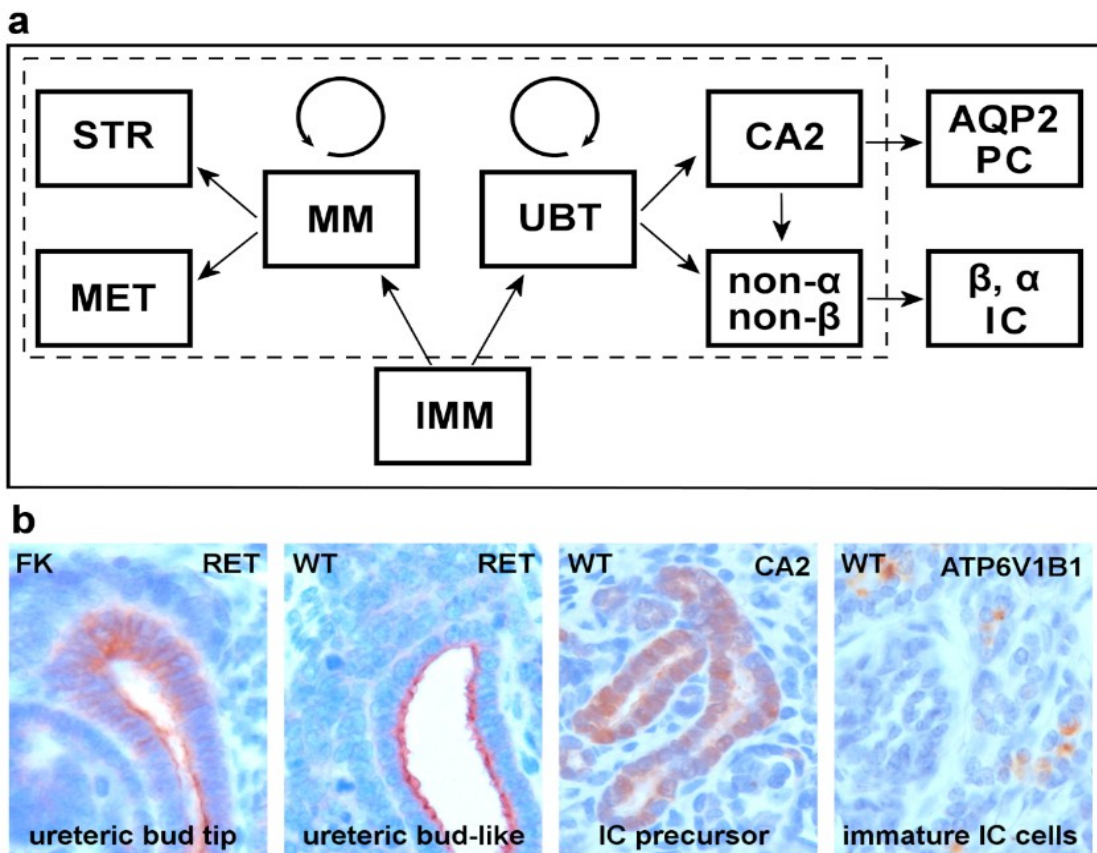 a
STR
MM
UBT
CA2
AQP2
PC
MET
non-α
non-β
β, α
IC
IMM
b
FK RET
ureteric bud tip
WT RET
ureteric bud-like
WT CA2
IC precursor
WT ATP6V1B1
immature IC cells